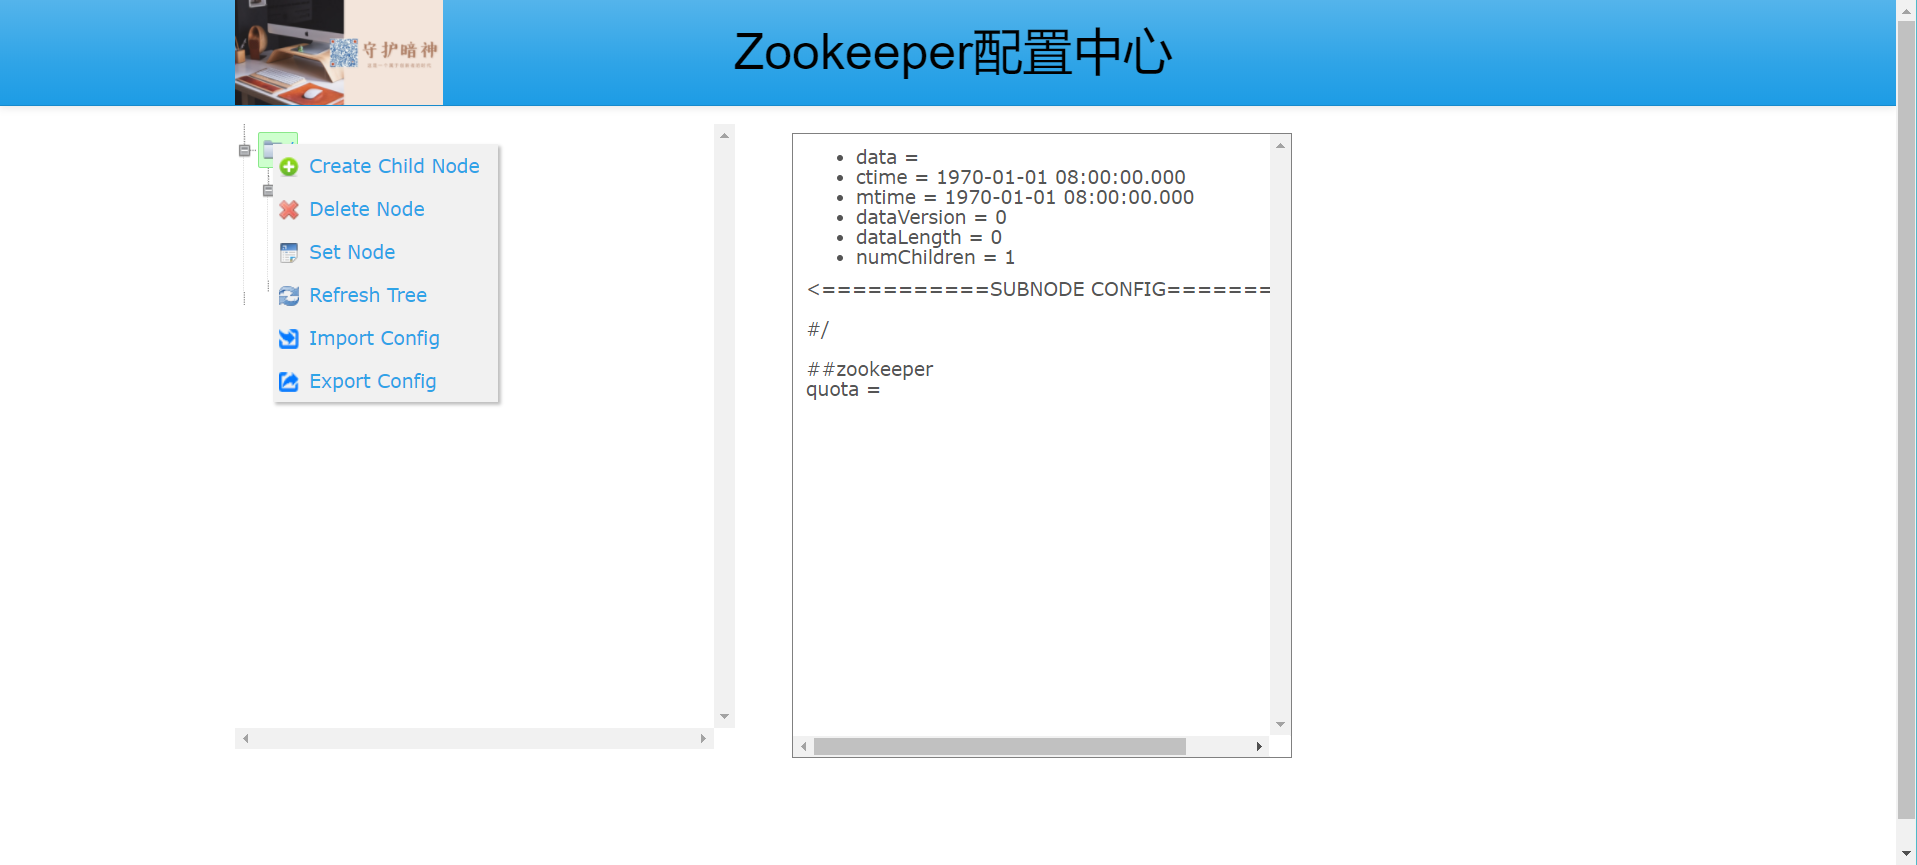 守护暗神
Zookeeper配置中心
Create Child Node
Delete Node
Set Node
Refresh Tree
Import Config
Export Config
data =
ctime = 1970-01-01 08:00:00.000
mtime = 1970-01-01 08:00:00.000
dataVersion = 0
dataLength = 0
numChildren = 1
<===========SUBNODE CONFIG=======
#/
##zookeeper
quota =